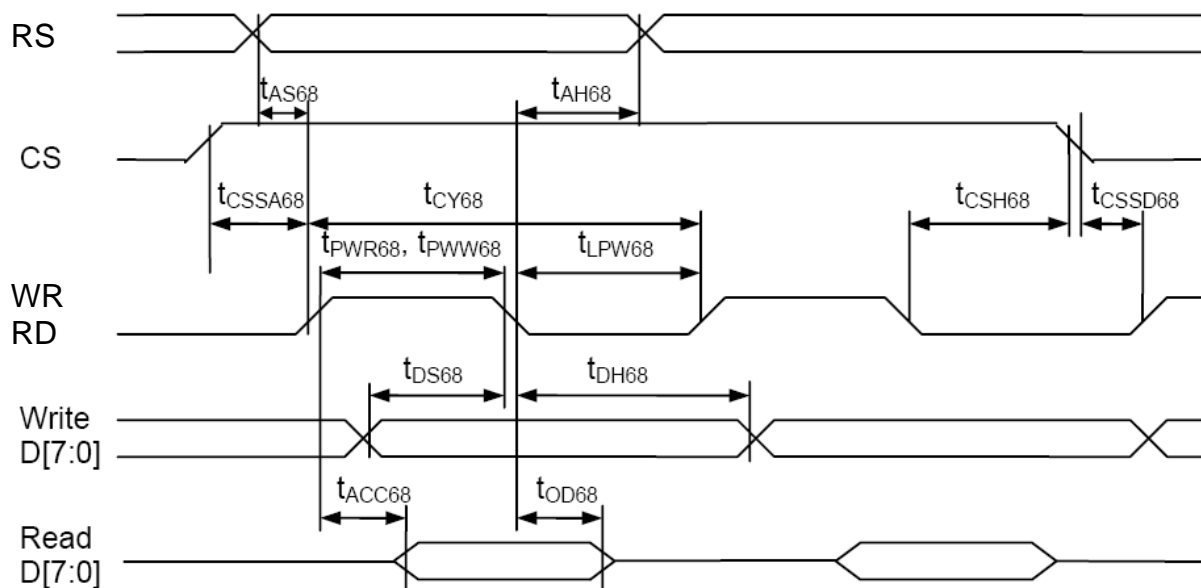 RS
tAS68
tAH68
CS
tCSSA68
tCY68
tCSH68
tCSSD68
tPWR68, tPWW68
tLPW68
WR
RD
tDS68
tDH68
Write
D[7:0]
tACC68
tOD68
Read
D[7:0]